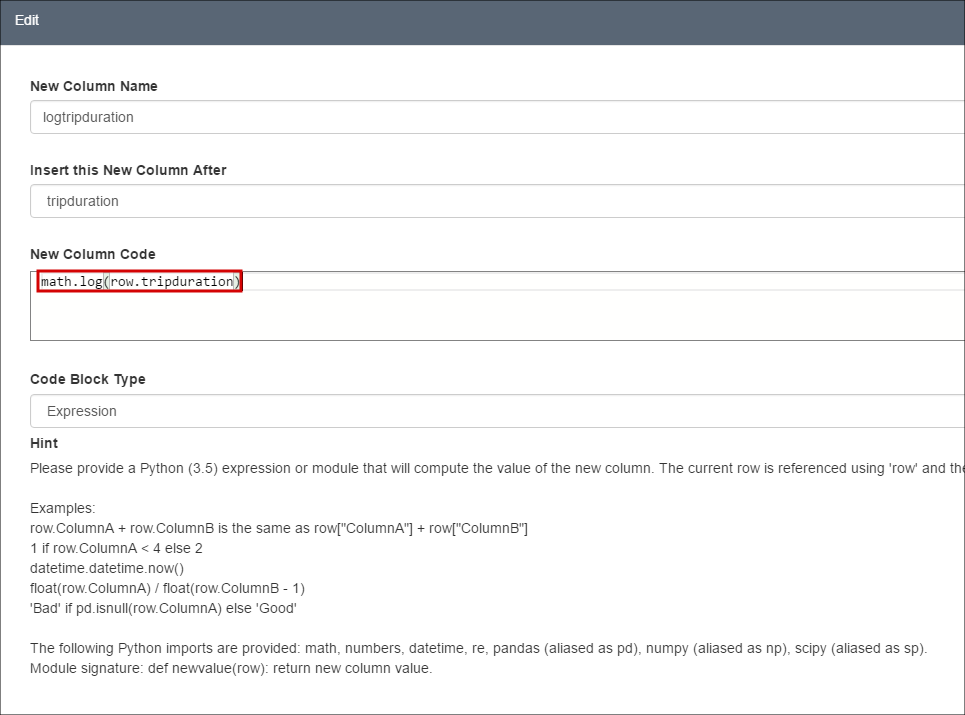 Edit
New Column Name
logtripduration
Insert this New Column After
tripduration
New Column Code
math.log(row.tripduration)
Code Block Type
Expression
Hint
Please provide a Python (3.5) expression or module that will compute the value of the new column. The current row is referenced using 'row' and the
Examples:
row.ColumnA + row.ColumnB is the same as row["ColumnA"] + row["ColumnB"]
1 if row.ColumnA < 4 else 2
datetime.datetime.now()
float(row.ColumnA) / float(row.ColumnB - 1)
'Bad' if pd.isnull(row.ColumnA) else 'Good'
The following Python imports are provided: math, numbers, datetime, re, pandas (aliased as pd), numpy (aliased as np), scipy (aliased as sp).
Module signature: def newvalue(row): return new column value.